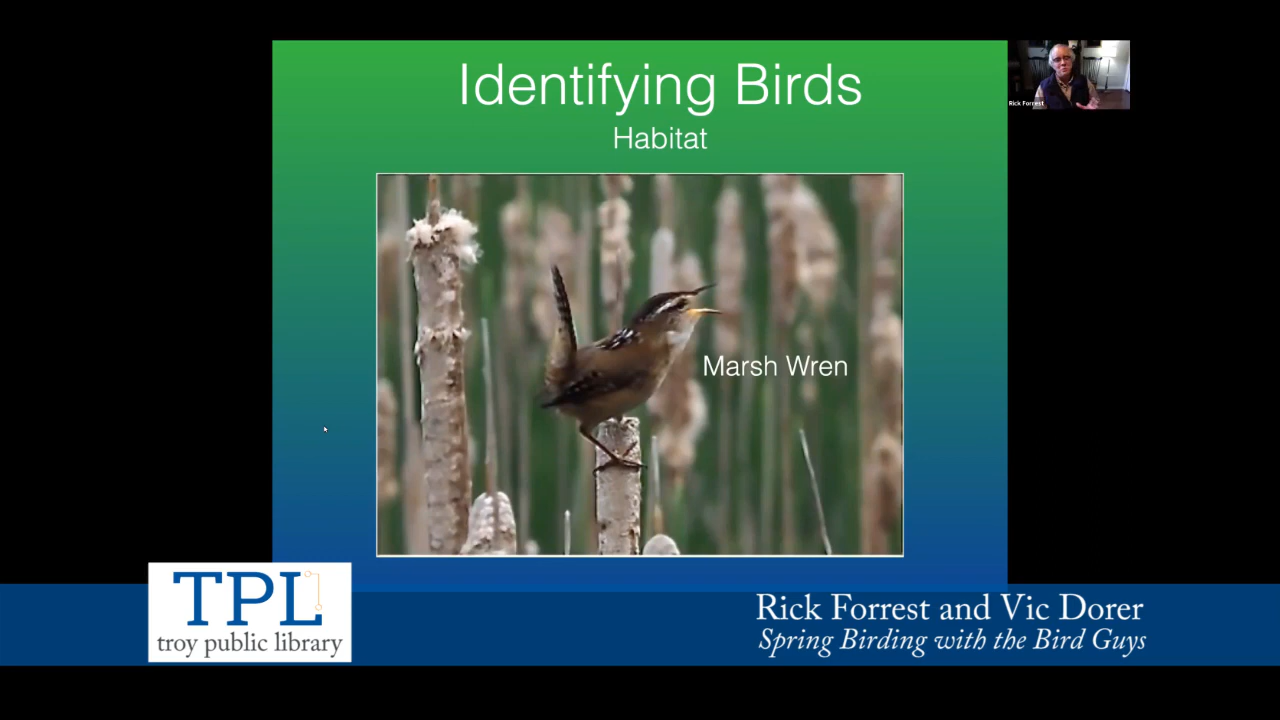 Identifying Birds
Habitat
Rick Forrest
Marsh Wren
TPL
troy public library
Rick Forrest and Vic Dorer
Spring Birding with the Bird Guys